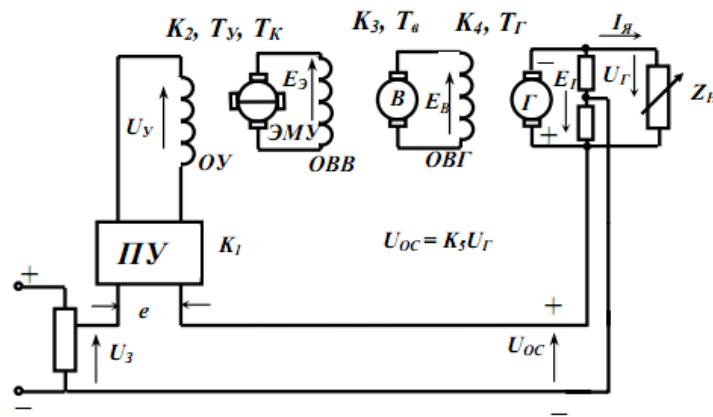 K₂, Tу, Tк
K₃, Tв
K₄, TГ
Iя
Uу
ОУ
Eэ
ЭМУ
ОВВ
В
EВ
ОВГ
–
Г
+
UГ
ПУ
K₁
Uос = K₅UГ
+
e
Uз
–
+
Uос
–